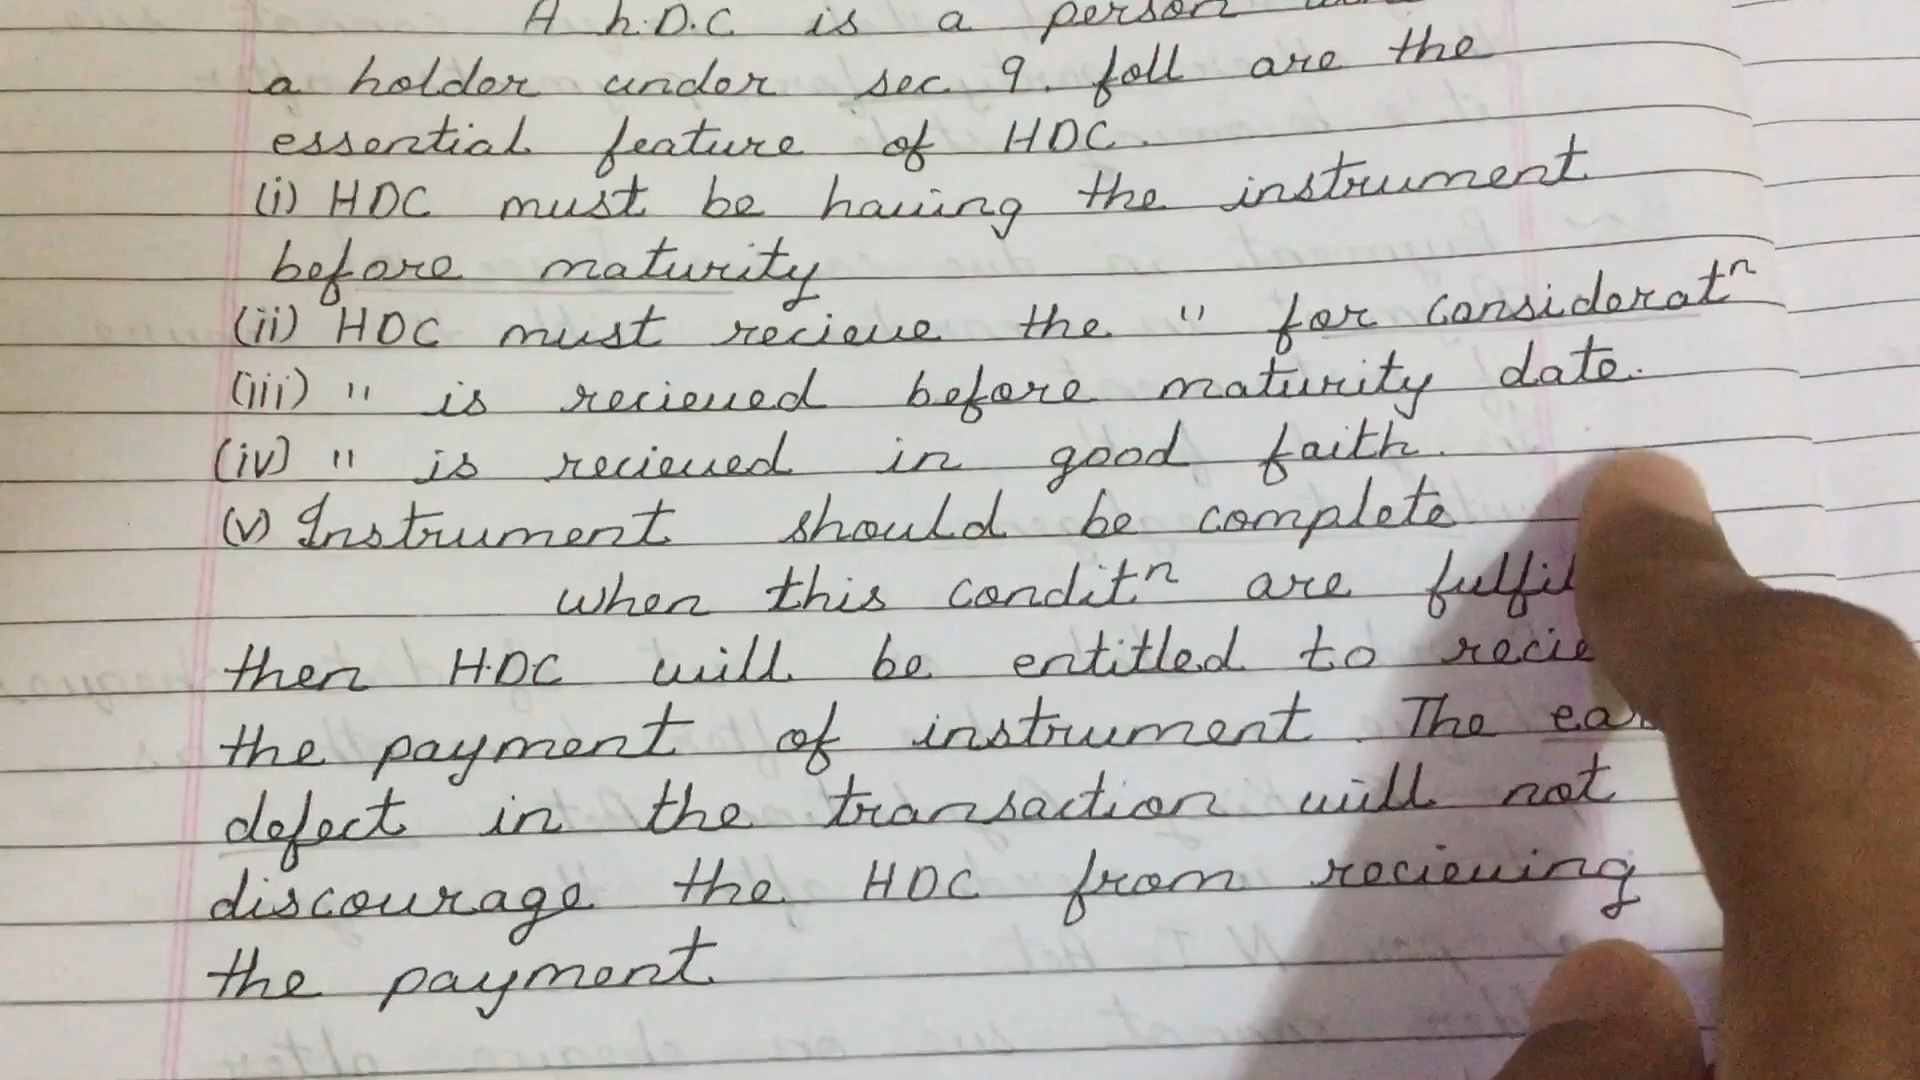 A h.D.C is a person
a holder under sec 9. foll are the
essential feature of HDC.
(i) HDC must be having the instrument
before maturity
(ii) HDC must recieve the " for consideratn
(iii) " is recieved before maturity date.
(iv) " is recieved in good faith.
(v) Instrument should be complete
when this conditn are
then H.DC will be entitled to
the payment of instrument. The
defect in the transaction will not
discourage the HDC from recieving
the payment